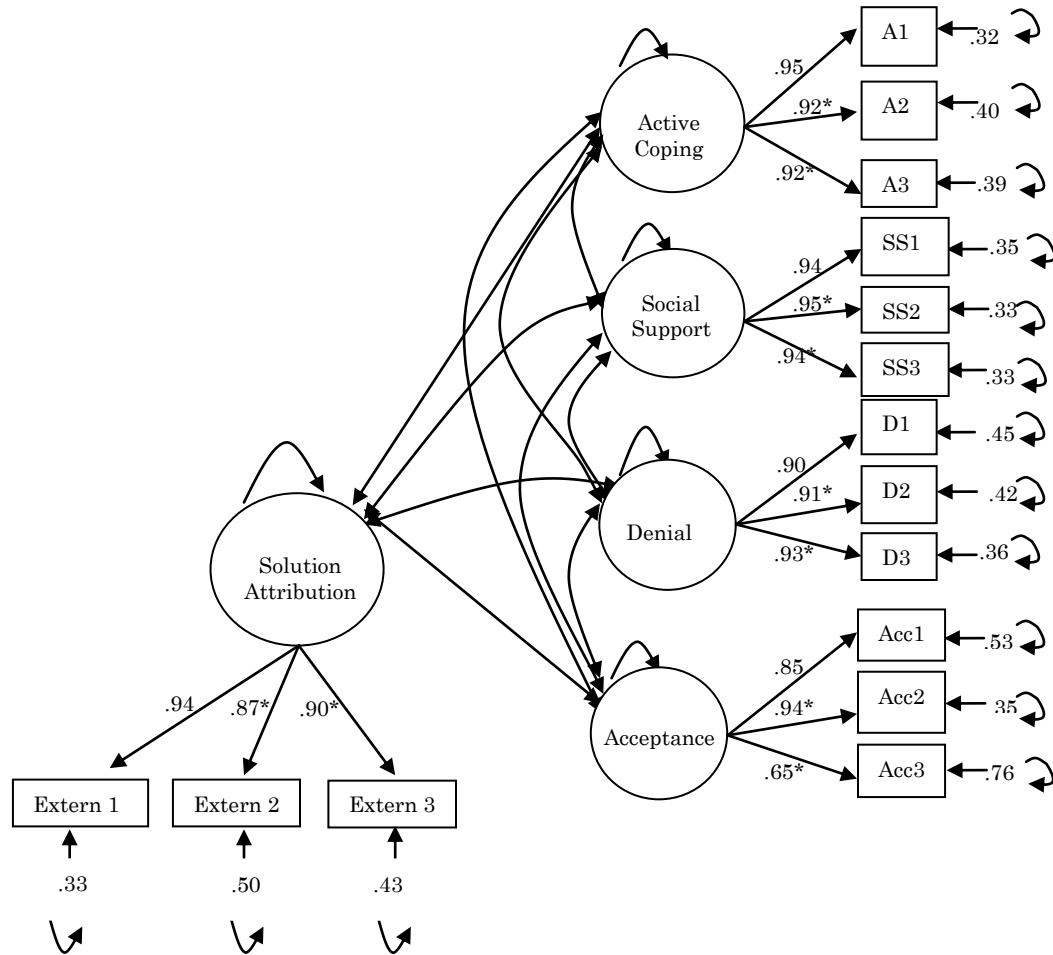 A1
.32
.95
Active
Coping
.92*
A2
.40
.92*
A3
.39
SS1
.35
.94
Social
Support
.95*
SS2
.33
.94*
SS3
.33
D1
.45
.90
Denial
.91*
D2
.42
.93*
D3
.36
Solution
Attribution
Acc1
.53
.85
Acceptance
.94*
Acc2
.35
.65*
Acc3
.76
.94
.87*
.90*
Extern 1
Extern 2
Extern 3
.33
.50
.43